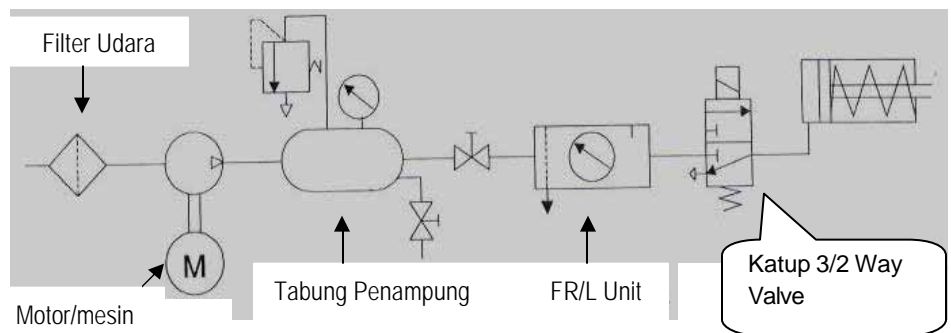 Filter Udara
M
Motor/mesin
Tabung Penampung
FR/L Unit
Katup 3/2 Way
Valve